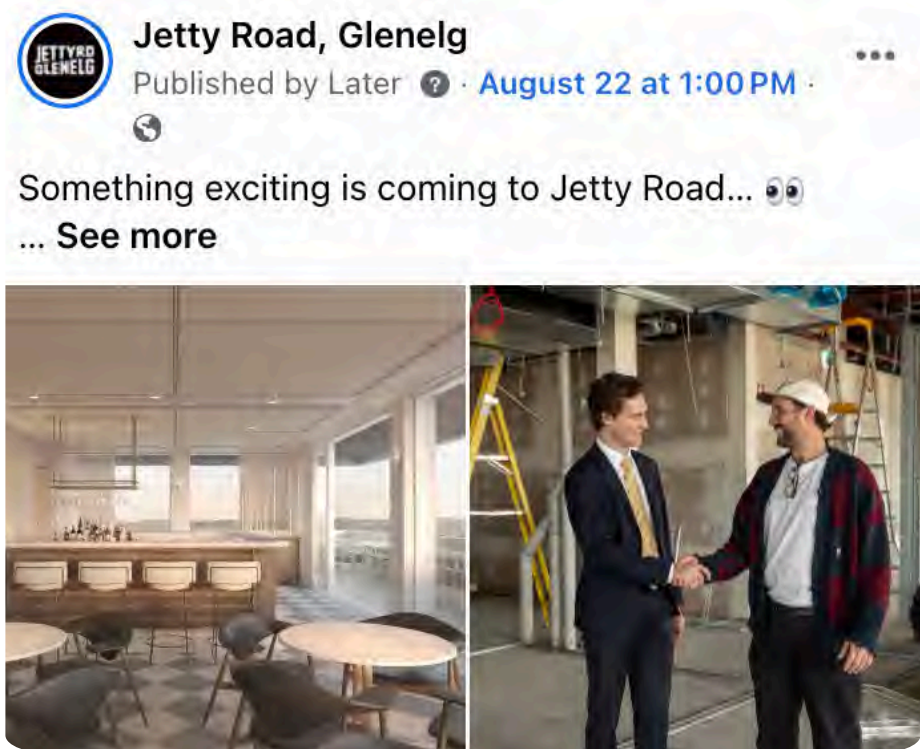 JETTYRD
GLENELG
Jetty Road, Glenelg
Published by Later ? · August 22 at 1:00 PM ·
Something exciting is coming to Jetty Road... 👀
... See more